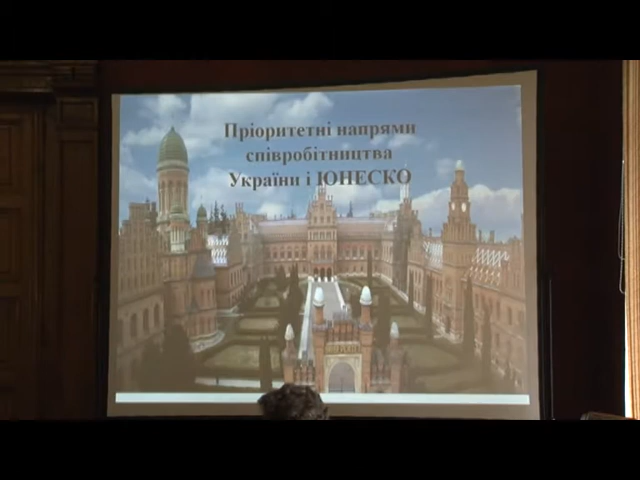 Пріоритетні напрями
співробітництва
України і ЮНЕСКО